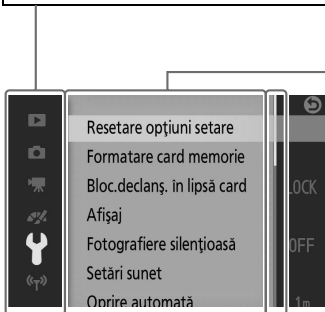 Resetare opțiuni setare
Formatare card memorie
Bloc.declanș. în lipsă card
LOCK
Afișaj
Fotografiere silențioasă
OFF
Setări sunet
Oprire automată
1m